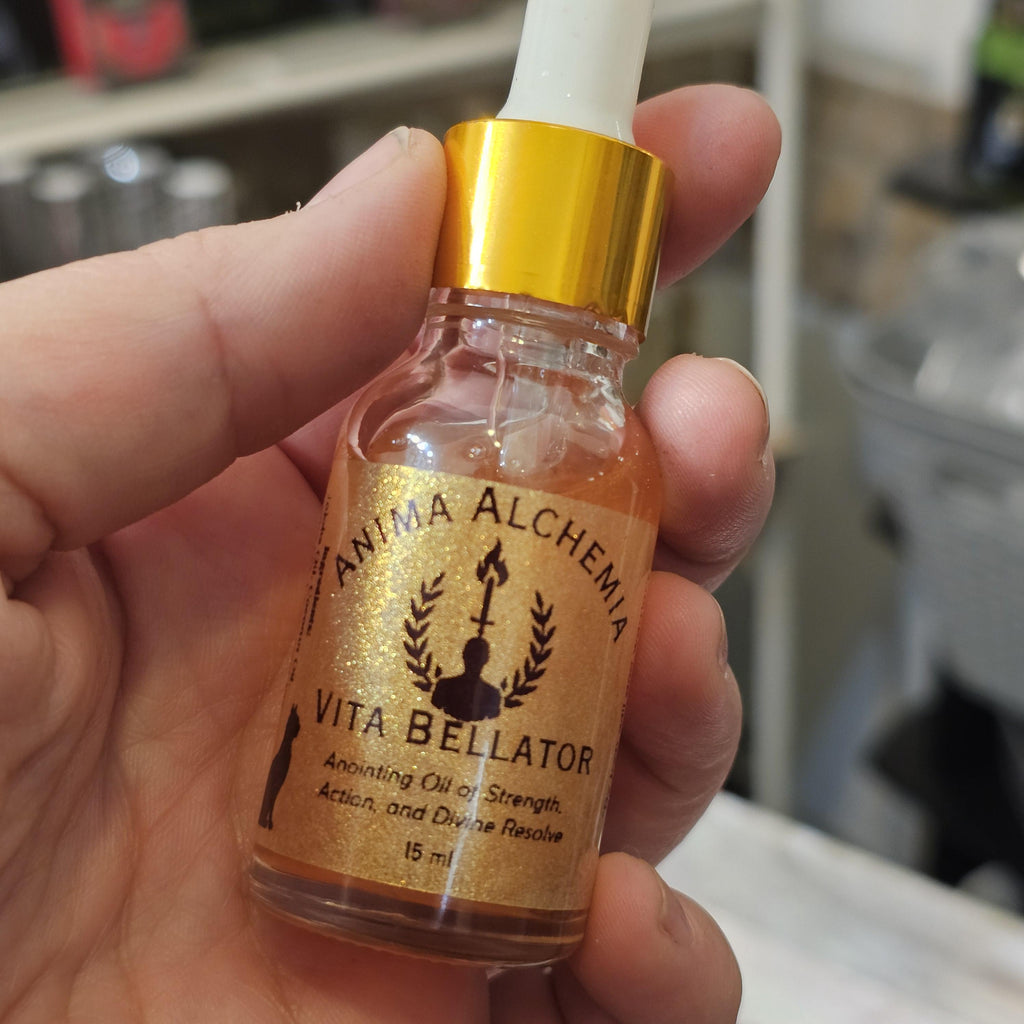 ANIMA ALCHEMIA
VITA BELLATOR
Anointing Oil of Strength,
Action, and Divine Resolve
15 ml